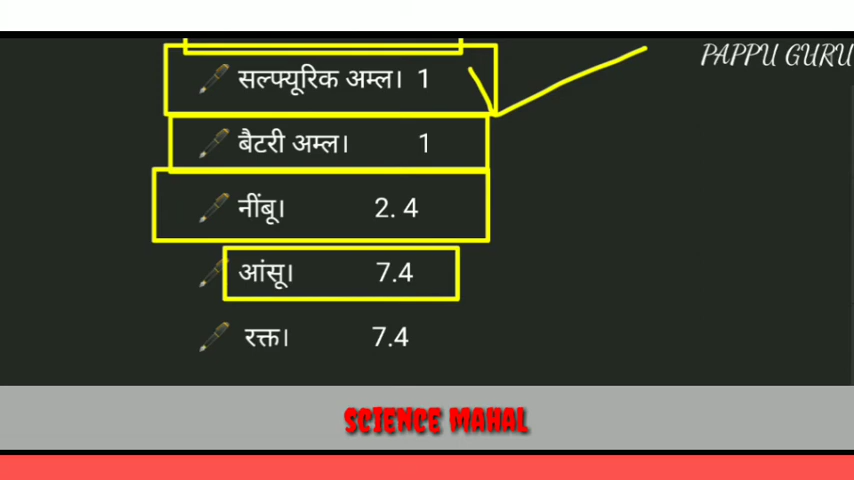 PAPPU GURU
सल्फ्यूरिक अम्ल। 1
बैटरी अम्ल। 1
नींबू। 2. 4
आंसू। 7.4
रक्त। 7.4
SCIENCE MAHAL